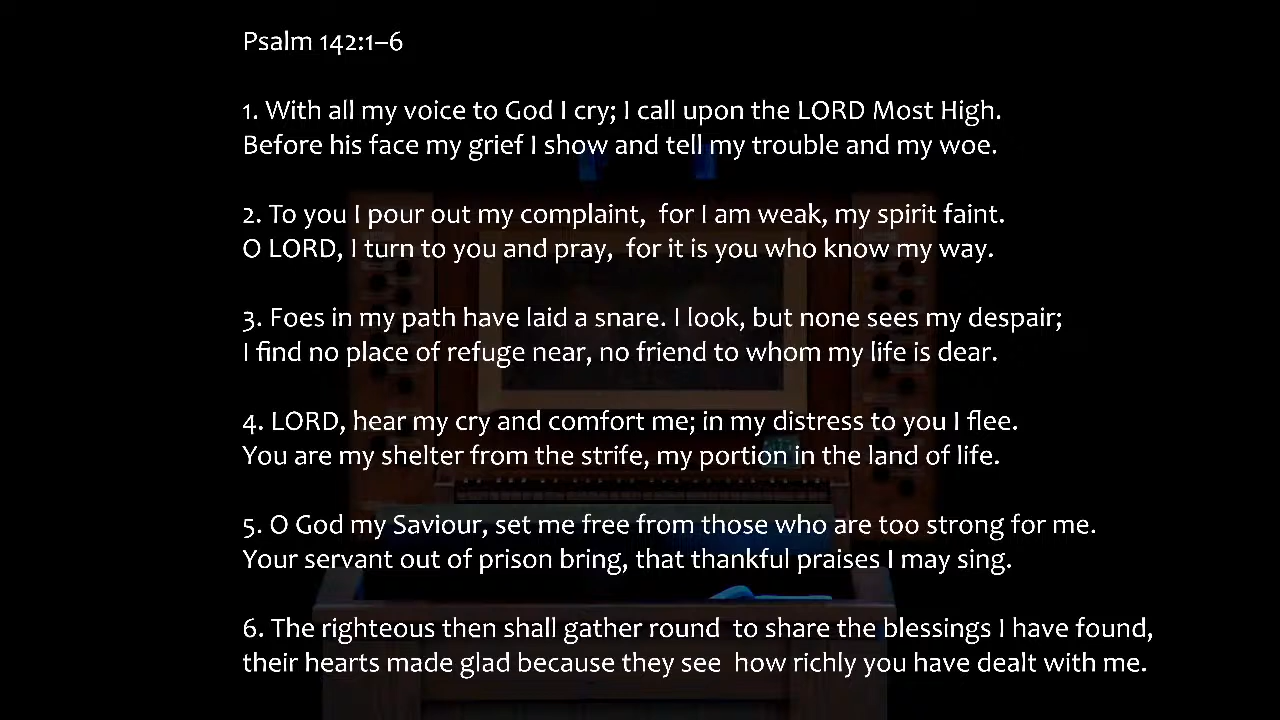 Psalm 142:1–6
1. With all my voice to God I cry; I call upon the LORD Most High.
Before his face my grief I show and tell my trouble and my woe.
2. To you I pour out my complaint,  for I am weak, my spirit faint.
O LORD, I turn to you and pray,  for it is you who know my way.
3. Foes in my path have laid a snare. I look, but none sees my despair;
I find no place of refuge near, no friend to whom my life is dear.
4. LORD, hear my cry and comfort me; in my distress to you I flee.
You are my shelter from the strife, my portion in the land of life.
5. O God my Saviour, set me free from those who are too strong for me.
Your servant out of prison bring, that thankful praises I may sing.
6. The righteous then shall gather round  to share the blessings I have found,
their hearts made glad because they see  how richly you have dealt with me.